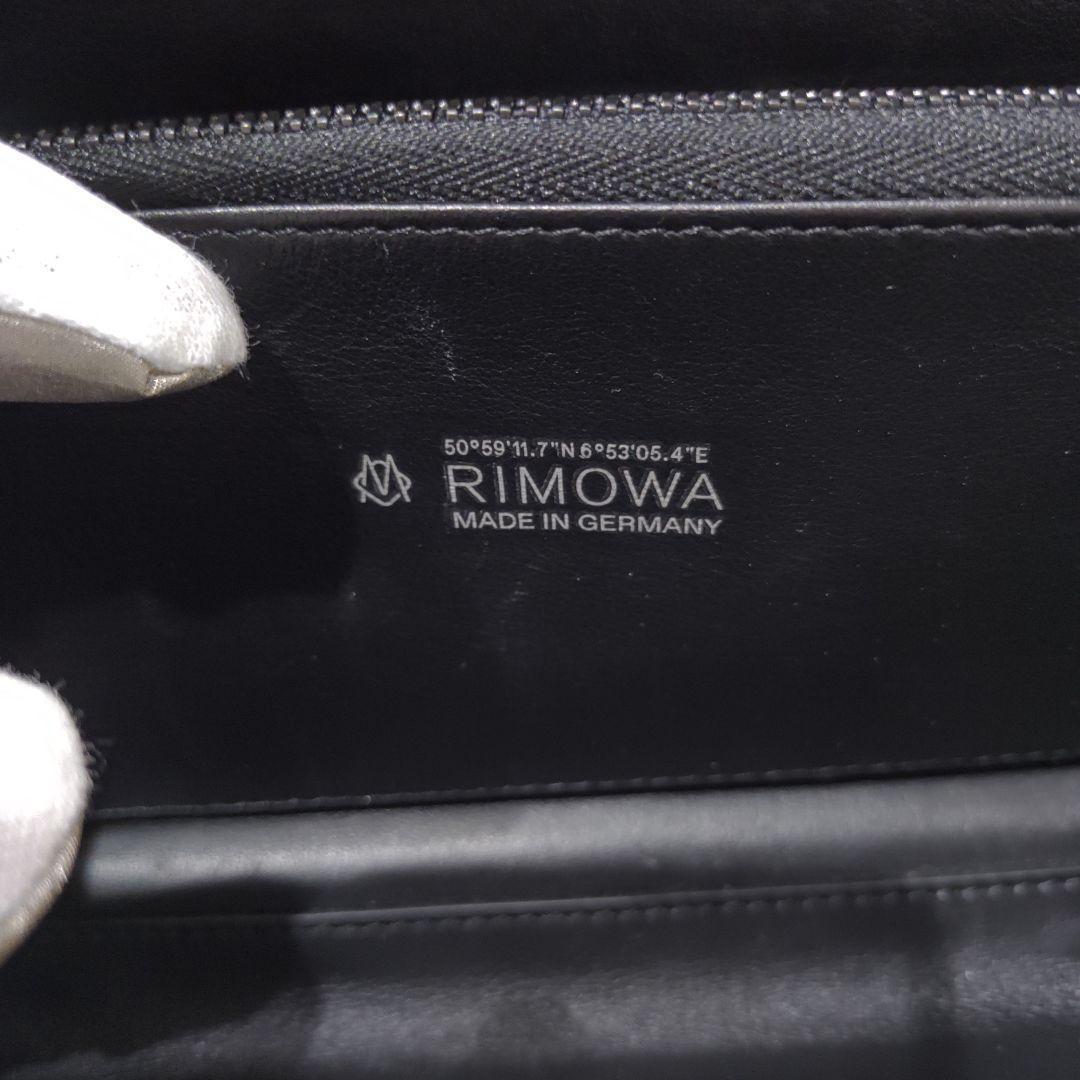 50°59'11.7"N 6°53'05.4"E
RIMOWA
MADE IN GERMANY